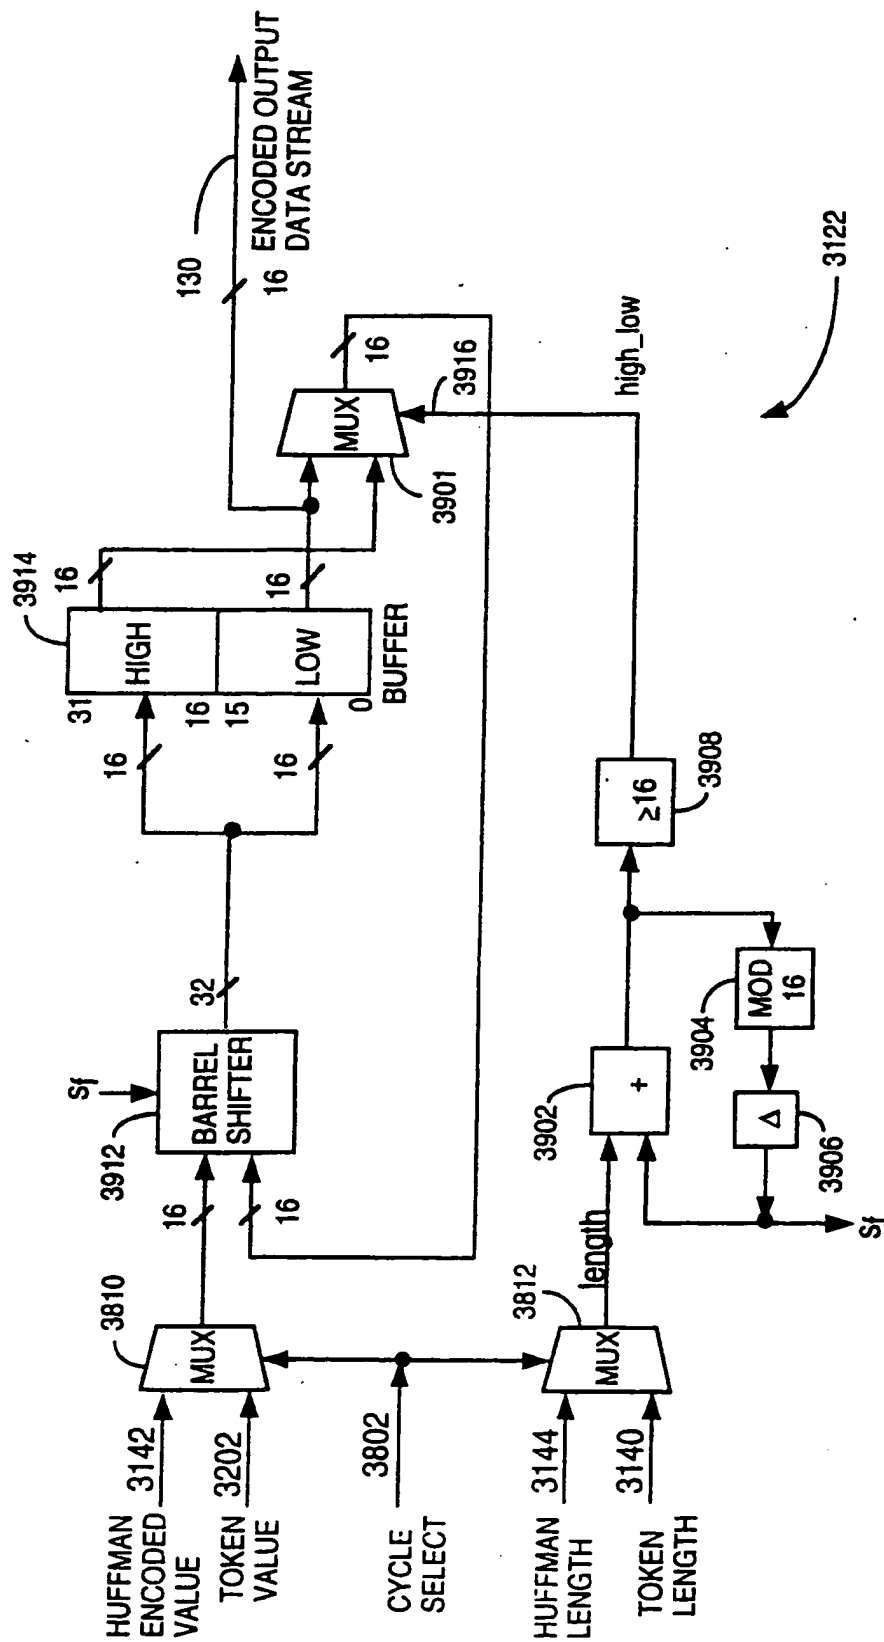 HUFFMAN
ENCODED
VALUE
3142
TOKEN
VALUE
3202
MUX
3810
16
16
BARREL
SHIFTER
3912
Sf
32
16
16
31
16
15
0
HIGH
LOW
BUFFER
3914
16
16
MUX
3901
16
3916
130
16
ENCODED OUTPUT
DATA STREAM
CYCLE
SELECT
3802
HUFFMAN
LENGTH
3144
TOKEN
LENGTH
3140
MUX
3812
length
+
3902
MOD
16
3904
Δ
3906
Sf
≥16
3908
high_low
3122